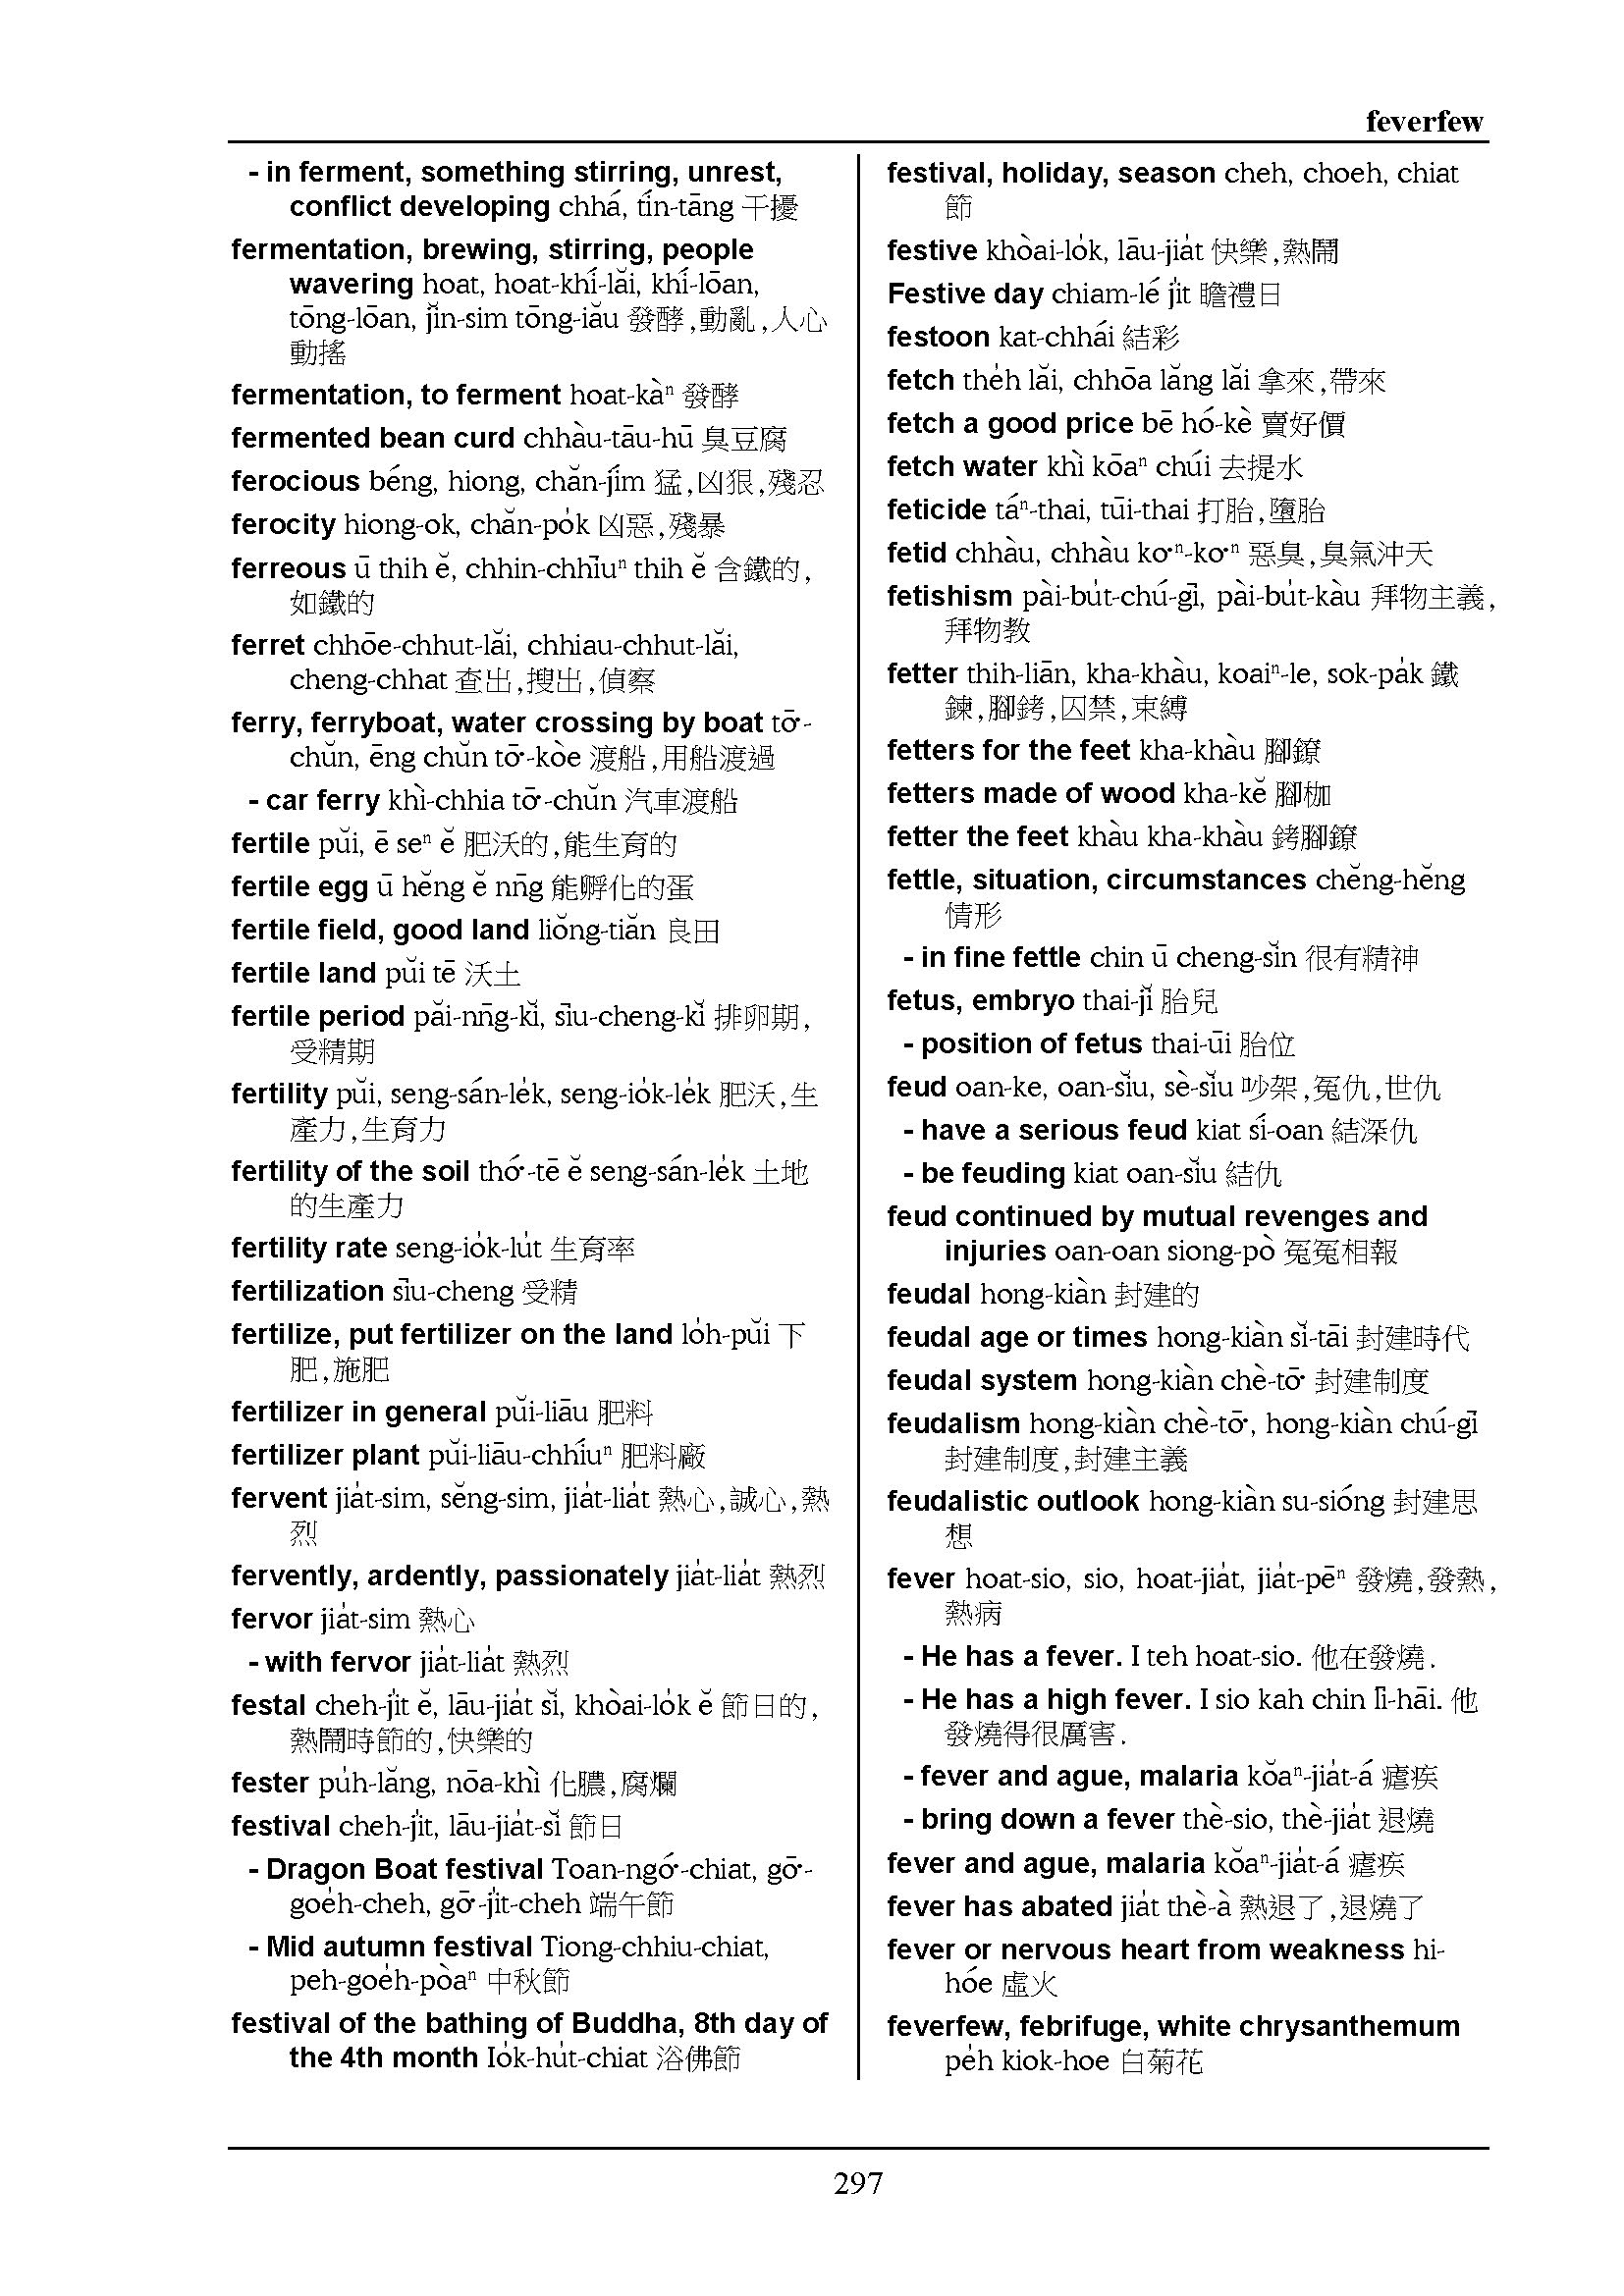 feverfew
- in ferment, something stirring, unrest,
conflict developing chhá, tín-tāng 干擾
fermentation, brewing, stirring, people
wavering hoat, hoat-khí-lăi, khí-lōan,
tōng-lōan, jĭn-sim tōng-iău 發酵,動亂,人心
動搖
fermentation, to ferment hoat-kàⁿ 發酵
fermented bean curd chhàu-tāu-hū 臭豆腐
ferocious béng, hiong, chăn-jím 猛,凶狠,殘忍
ferocity hiong-ok, chăn-po̍k 凶惡,殘暴
ferreous ū thih ĕ, chhin-chhīuⁿ thih ĕ 含鐵的,
如鐵的
ferret chhōe-chhut-lăi, chhiau-chhut-lăi,
cheng-chhat 查出,搜出,偵察
ferry, ferryboat, water crossing by boat tō͘-
chŭn, ēng chŭn tō͘-kòe 渡船,用船渡過
- car ferry khì-chhia tō͘-chŭn 汽車渡船
fertile pŭi, ē seⁿ ĕ 肥沃的,能生育的
fertile egg ū hĕng ĕ nn̄g 能孵化的蛋
fertile field, good land liŏng-tiăn 良田
fertile land pŭi tē 沃土
fertile period păi-nn̄g-kĭ, sīu-cheng-kĭ 排卵期,
受精期
fertility pŭi, seng-sán-le̍k, seng-io̍k-le̍k 肥沃,生
產力,生育力
fertility of the soil thó͘-tē ĕ seng-sán-le̍k 土地
的生產力
fertility rate seng-io̍k-lu̍t 生育率
fertilization sīu-cheng 受精
fertilize, put fertilizer on the land lo̍h-pŭi 下
肥,施肥
fertilizer in general pŭi-liāu 肥料
fertilizer plant pŭi-liāu-chhíuⁿ 肥料廠
fervent jia̍t-sim, sĕng-sim, jia̍t-lia̍t 熱心,誠心,熱
烈
fervently, ardently, passionately jia̍t-lia̍t 熱烈
fervor jia̍t-sim 熱心
- with fervor jia̍t-lia̍t 熱烈
festal cheh-ji̍t ĕ, lāu-jia̍t sĭ, khòai-lo̍k ĕ 節日的,
熱鬧時節的,快樂的
fester pu̍h-lăng, nōa-khì 化膿,腐爛
festival cheh-ji̍t, lāu-jia̍t-sĭ 節日
- Dragon Boat festival Toan-ngó͘-chiat, gō͘-
goe̍h-cheh, gō͘-ji̍t-cheh 端午節
- Mid autumn festival Tiong-chhiu-chiat,
peh-goe̍h-pòaⁿ 中秋節
festival of the bathing of Buddha, 8th day of
the 4th month Io̍k-hu̍t-chiat 浴佛節
festival, holiday, season cheh, choeh, chiat
節
festive khòai-lo̍k, lāu-jia̍t 快樂,熱鬧
Festive day chiam-lé ji̍t 瞻禮日
festoon kat-chhái 結彩
fetch the̍h lăi, chhōa lăng lăi 拿來,帶來
fetch a good price bē hó-kè 賣好價
fetch water khì kōaⁿ chúi 去提水
feticide táⁿ-thai, tūi-thai 打胎,墮胎
fetid chhàu, chhàu ko͘ⁿ-ko͘ⁿ 惡臭,臭氣沖天
fetishism pài-bu̍t-chú-gī, pài-bu̍t-kàu 拜物主義,
拜物教
fetter thih-liān, kha-khàu, koaiⁿ-le, sok-pa̍k 鐵
鍊,腳銬,囚禁,束縛
fetters for the feet kha-khàu 腳鐐
fetters made of wood kha-kĕ 腳枷
fetter the feet khàu kha-khàu 銬腳鐐
fettle, situation, circumstances chĕng-hĕng
情形
- in fine fettle chin ū cheng-sĭn 很有精神
fetus, embryo thai-jĭ 胎兒
- position of fetus thai-ūi 胎位
feud oan-ke, oan-sĭu, sè-sĭu 吵架,冤仇,世仇
- have a serious feud kiat sí-oan 結深仇
- be feuding kiat oan-sĭu 結仇
feud continued by mutual revenges and
injuries oan-oan siong-pò 冤冤相報
feudal hong-kiàn 封建的
feudal age or times hong-kiàn sĭ-tāi 封建時代
feudal system hong-kiàn chè-tō͘ 封建制度
feudalism hong-kiàn chè-tō͘, hong-kiàn chú-gī
封建制度,封建主義
feudalistic outlook hong-kiàn su-sióng 封建思
想
fever hoat-sio, sio, hoat-jia̍t, jia̍t-pēⁿ 發燒,發熱,
熱病
- He has a fever. I teh hoat-sio. 他在發燒.
- He has a high fever. I sio kah chin lī-hāi. 他
發燒得很厲害.
- fever and ague, malaria kŏaⁿ-jia̍t-á 瘧疾
- bring down a fever thè-sio, thè-jia̍t 退燒
fever and ague, malaria kŏaⁿ-jia̍t-á 瘧疾
fever has abated jia̍t thè-à 熱退了,退燒了
fever or nervous heart from weakness hi-
hóe 虛火
feverfew, febrifuge, white chrysanthemum
pe̍h kiok-hoe 白菊花
297